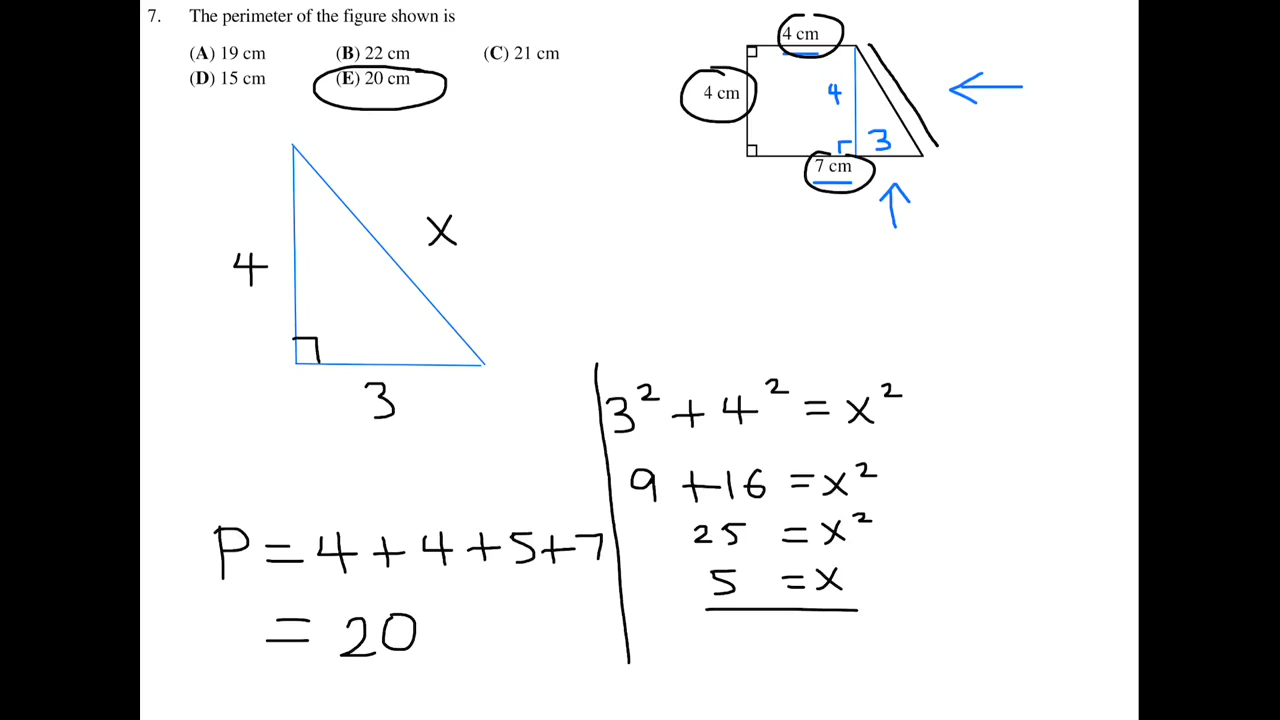 7. The perimeter of the figure shown is
(A) 19 cm (B) 22 cm (C) 21 cm
(D) 15 cm (E) 20 cm
4 cm
4 cm
4
3
7 cm
4
x
3
3² + 4² = x²
9 + 16 = x²
25 = x²
5 = x
P = 4 + 4 + 5 + 7
= 20